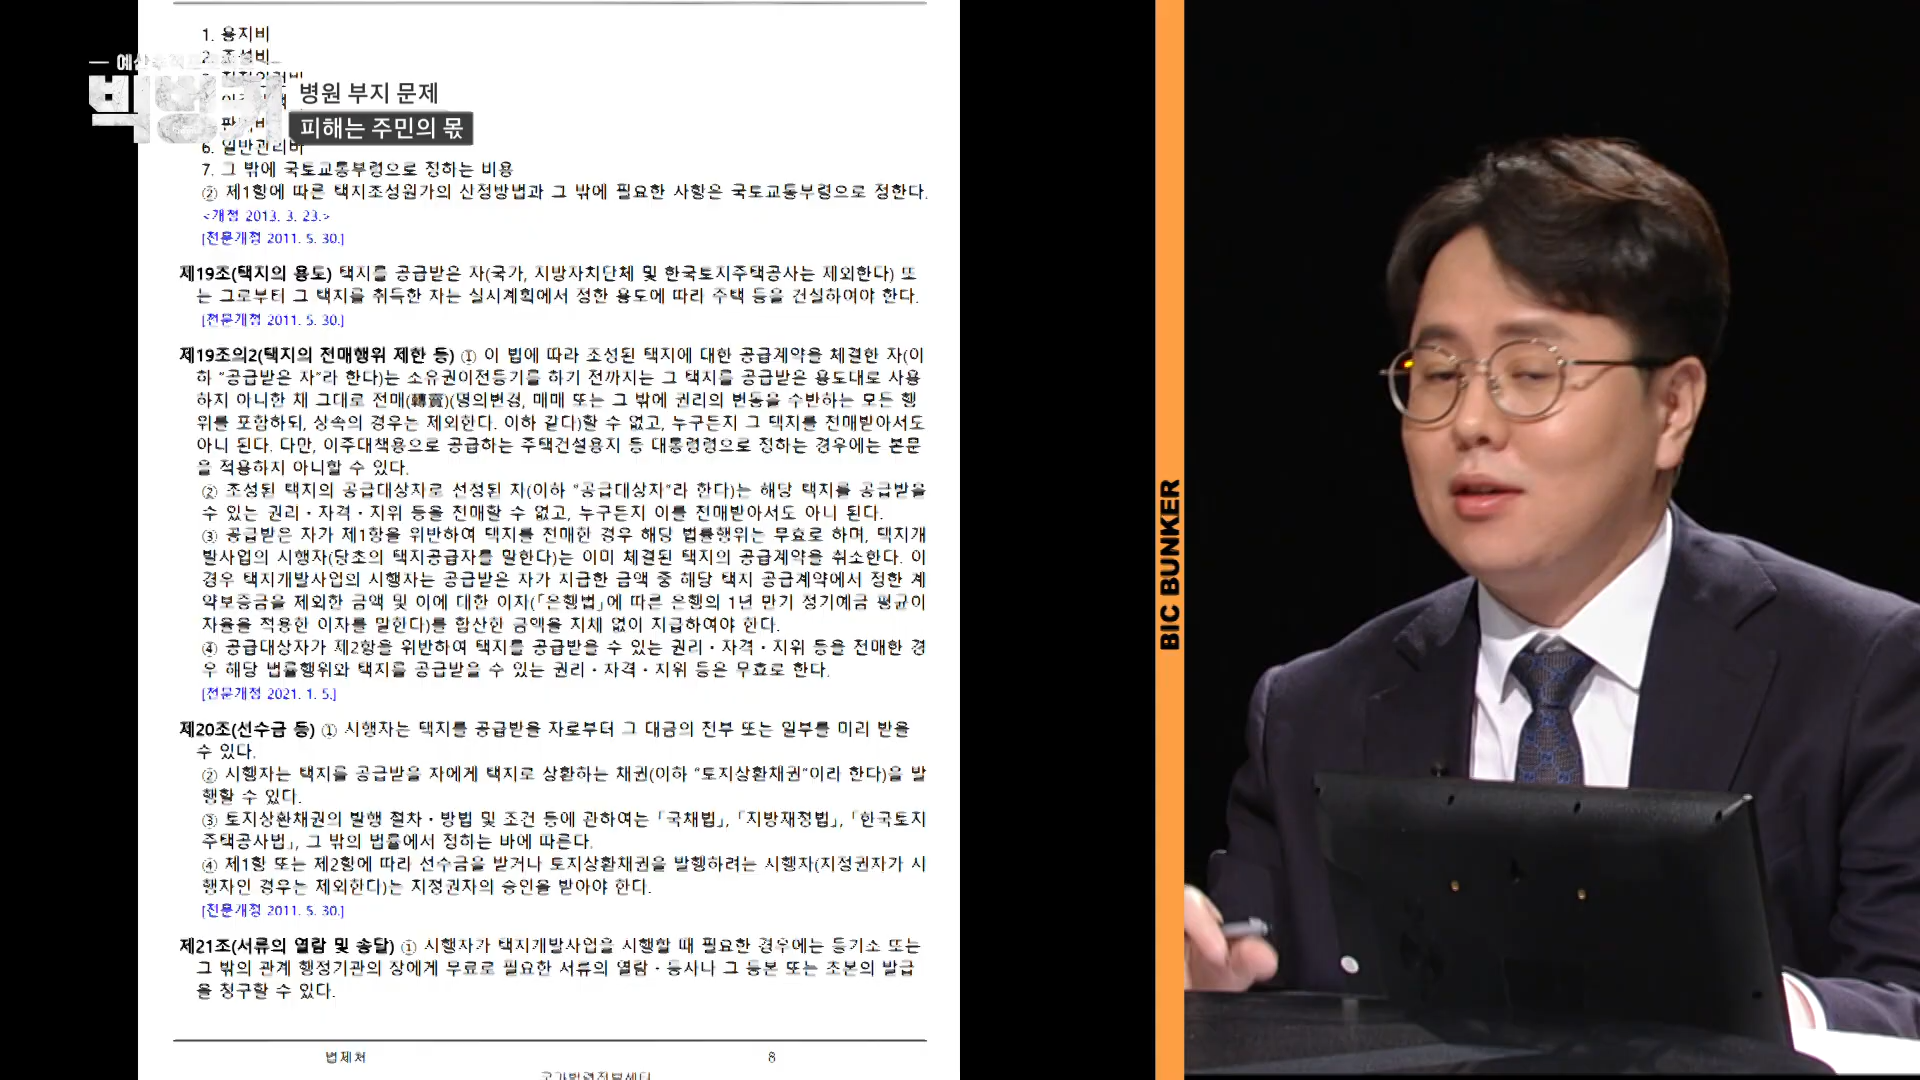 1. 용지비
2. 조성비
빅벙커
병원 부지 문제
피해는 주민의 몫
6. 일반관리비
7. 그 밖에 국토교통부령으로 정하는 비용
② 제1항에 따른 택지조성원가의 산정방법과 그 밖에 필요한 사항은 국토교통부령으로 정한다.
<개정 2013. 3. 23.>
[전문개정 2011. 5. 30.]
제19조(택지의 용도) 택지를 공급받은 자(국가, 지방자치단체 및 한국토지주택공사는 제외한다) 또
는 그로부터 그 택지를 취득한 자는 실시계획에서 정한 용도에 따라 주택 등을 건설하여야 한다.
[전문개정 2011. 5. 30.]
제19조의2(택지의 전매행위 제한 등) ① 이 법에 따라 조성된 택지에 대한 공급계약을 체결한 자(이
하 "공급받은 자"라 한다)는 소유권이전등기를 하기 전까지는 그 택지를 공급받은 용도대로 사용
하지 아니한 채 그대로 전매(轉賣)(명의변경, 매매 또는 그 밖에 권리의 변동을 수반하는 모든 행
위를 포함하되, 상속의 경우는 제외한다. 이하 같다)할 수 없고, 누구든지 그 택지를 전매받아서도
아니 된다. 다만, 이주대책용으로 공급하는 주택건설용지 등 대통령령으로 정하는 경우에는 본문
을 적용하지 아니할 수 있다.
② 조성된 택지의 공급대상자로 선정된 자(이하 "공급대상자"라 한다)는 해당 택지를 공급받을
수 있는 권리ㆍ자격ㆍ지위 등을 전매할 수 없고, 누구든지 이를 전매받아서도 아니 된다.
③ 공급받은 자가 제1항을 위반하여 택지를 전매한 경우 해당 법률행위는 무효로 하며, 택지개
발사업의 시행자(당초의 택지공급자를 말한다)는 이미 체결된 택지의 공급계약을 취소한다. 이
경우 택지개발사업의 시행자는 공급받은 자가 지급한 금액 중 해당 택지 공급계약에서 정한 계
약보증금을 제외한 금액 및 이에 대한 이자(「은행법」에 따른 은행의 1년 만기 정기예금 평균이
자율을 적용한 이자를 말한다)를 합산한 금액을 지체 없이 지급하여야 한다.
④ 공급대상자가 제2항을 위반하여 택지를 공급받을 수 있는 권리ㆍ자격ㆍ지위 등을 전매한 경
우 해당 법률행위와 택지를 공급받을 수 있는 권리ㆍ자격ㆍ지위 등은 무효로 한다.
[전문개정 2021. 1. 5.]
제20조(선수금 등) ① 시행자는 택지를 공급받을 자로부터 그 대금의 전부 또는 일부를 미리 받을
수 있다.
② 시행자는 택지를 공급받을 자에게 택지로 상환하는 채권(이하 "토지상환채권"이라 한다)을 발
행할 수 있다.
③ 토지상환채권의 발행 절차ㆍ방법 및 조건 등에 관하여는 「국채법」, 「지방재정법」, 「한국토지
주택공사법」, 그 밖의 법률에서 정하는 바에 따른다.
④ 제1항 또는 제2항에 따라 선수금을 받거나 토지상환채권을 발행하려는 시행자(지정권자가 시
행자인 경우는 제외한다)는 지정권자의 승인을 받아야 한다.
[전문개정 2011. 5. 30.]
제21조(서류의 열람 및 송달) ① 시행자가 택지개발사업을 시행할 때 필요한 경우에는 등기소 또는
그 밖의 관계 행정기관의 장에게 무료로 필요한 서류의 열람ㆍ등사나 그 등본 또는 초본의 발급
을 청구할 수 있다.
법제처 8
국가법령정보센터
BIC BUNKER